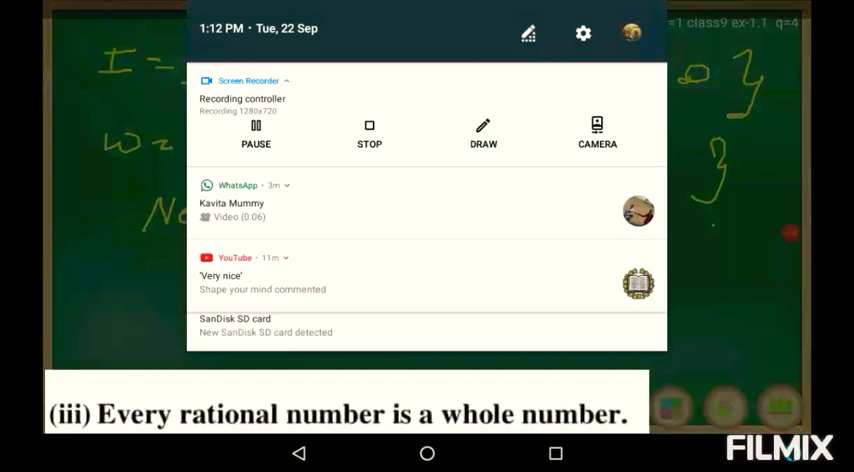 1:12 PM • Tue, 22 Sep
=1 class9 ex-1.1 q=4
I =
Screen Recorder
Recording controller
Recording 1280x720
PAUSE STOP DRAW CAMERA
W=
WhatsApp • 3m
Kavita Mummy
Video (0:06)
YouTube • 11m
'Very nice'
Shape your mind commented
SanDisk SD card
New SanDisk SD card detected
(iii) Every rational number is a whole number.
FILMIX